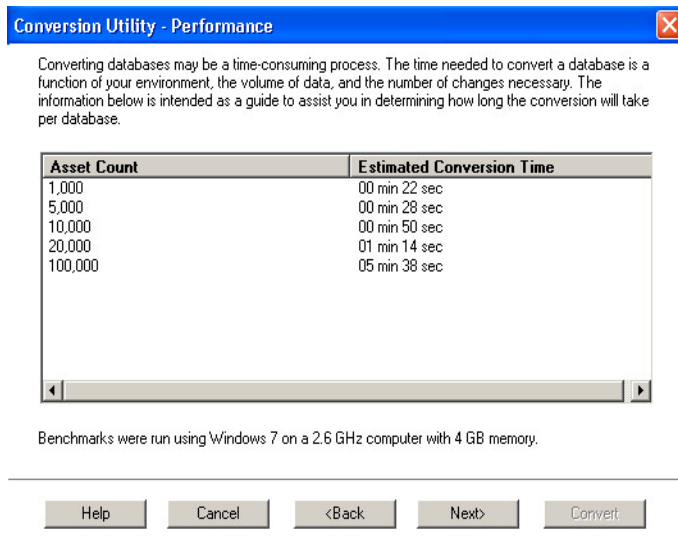 Conversion Utility - Performance
Converting databases may be a time-consuming process. The time needed to convert a database is a
function of your environment, the volume of data, and the number of changes necessary. The
information below is intended as a guide to assist you in determining how long the conversion will take
per database.
Asset Count Estimated Conversion Time
1,000 00 min 22 sec
5,000 00 min 28 sec
10,000 00 min 50 sec
20,000 01 min 14 sec
100,000 05 min 38 sec
Benchmarks were run using Windows 7 on a 2.6 GHz computer with 4 GB memory.
Help Cancel <Back Next> Convert